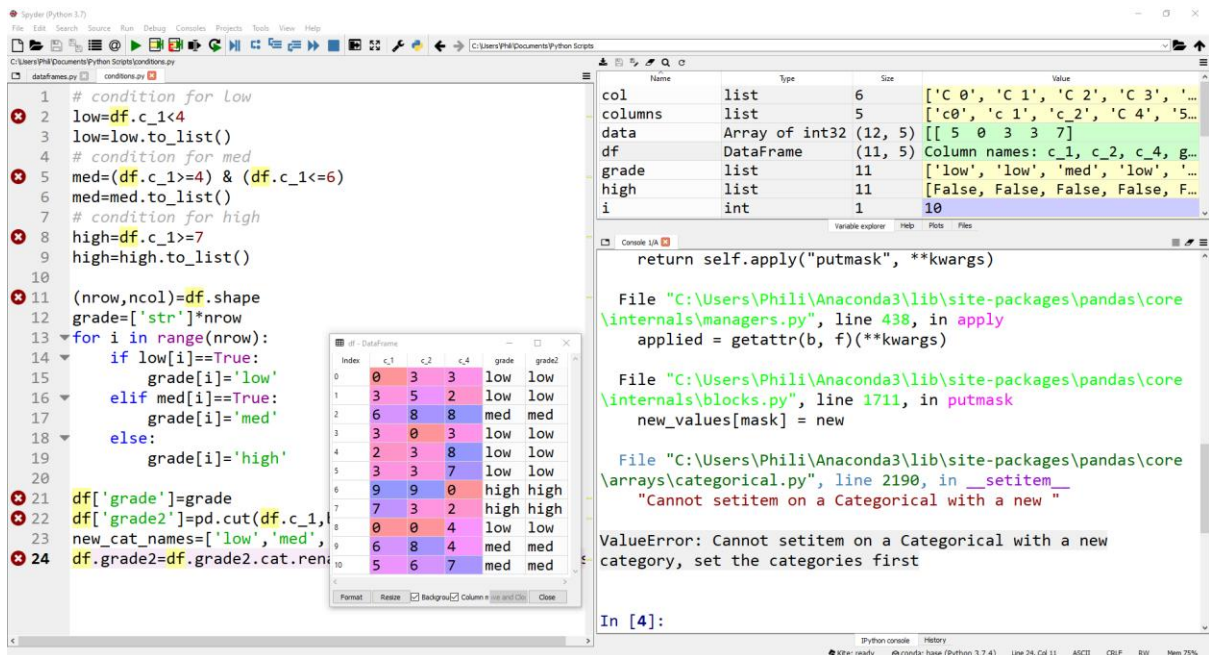 Spyder (Python 3.7)
File Edit Search Source Run Debug Consoles Projects Tools View Help
C:\Users\Phili\Documents\Python Scripts
C:\Users\Phili\Documents\Python Scripts\conditions.py
dataframes.py conditions.py
1 # condition for low
2 low=df.c_1<4
3 low=low.to_list()
4 # condition for med
5 med=(df.c_1>=4) & (df.c_1<=6)
6 med=med.to_list()
7 # condition for high
8 high=df.c_1>=7
9 high=high.to_list()
10
11 (nrow,ncol)=df.shape
12 grade=['str']*nrow
13 for i in range(nrow):
14 if low[i]==True:
15 grade[i]='low'
16 elif med[i]==True:
17 grade[i]='med'
18 else:
19 grade[i]='high'
20
21 df['grade']=grade
22 df['grade2']=pd.cut(df.c_1,
23 new_cat_names=['low','med',
24 df.grade2=df.grade2.cat.rena
df - DataFrame
Index c_1 c_2 c_4 grade grade2
0 0 3 3 low low
1 3 5 2 low low
2 6 8 8 med med
3 3 0 3 low low
4 2 3 8 low low
5 3 3 7 low low
6 9 9 0 high high
7 7 3 2 high high
8 0 0 4 low low
9 6 8 4 med med
10 5 6 7 med med
Format Resize Backgrou Column Close
Name Type Size Value
col list 6 ['C 0', 'C 1', 'C 2', 'C 3', '…
columns list 5 ['c0', 'c 1', 'c_2', 'C 4', '5…
data Array of int32 (12, 5) [[ 5 0 3 3 7]
df DataFrame (11, 5) Column names: c_1, c_2, c_4, g…
grade list 11 ['low', 'low', 'med', 'low', '…
high list 11 [False, False, False, False, F…
i int 1 10
Variable explorer Help Plots Files
Console 1/A
return self.apply("putmask", **kwargs)
File "C:\Users\Phili\Anaconda3\lib\site-packages\pandas\core
\internals\managers.py", line 438, in apply
applied = getattr(b, f)(**kwargs)
File "C:\Users\Phili\Anaconda3\lib\site-packages\pandas\core
\internals\blocks.py", line 1711, in putmask
new_values[mask] = new
File "C:\Users\Phili\Anaconda3\lib\site-packages\pandas\core
\arrays\categorical.py", line 2190, in __setitem__
"Cannot setitem on a Categorical with a new "
ValueError: Cannot setitem on a Categorical with a new
category, set the categories first
In [4]:
IPython console History
Kite: ready conda: base (Python 3.7.4) Line 24, Col 11 ASCII CRLF RW Mem 75%